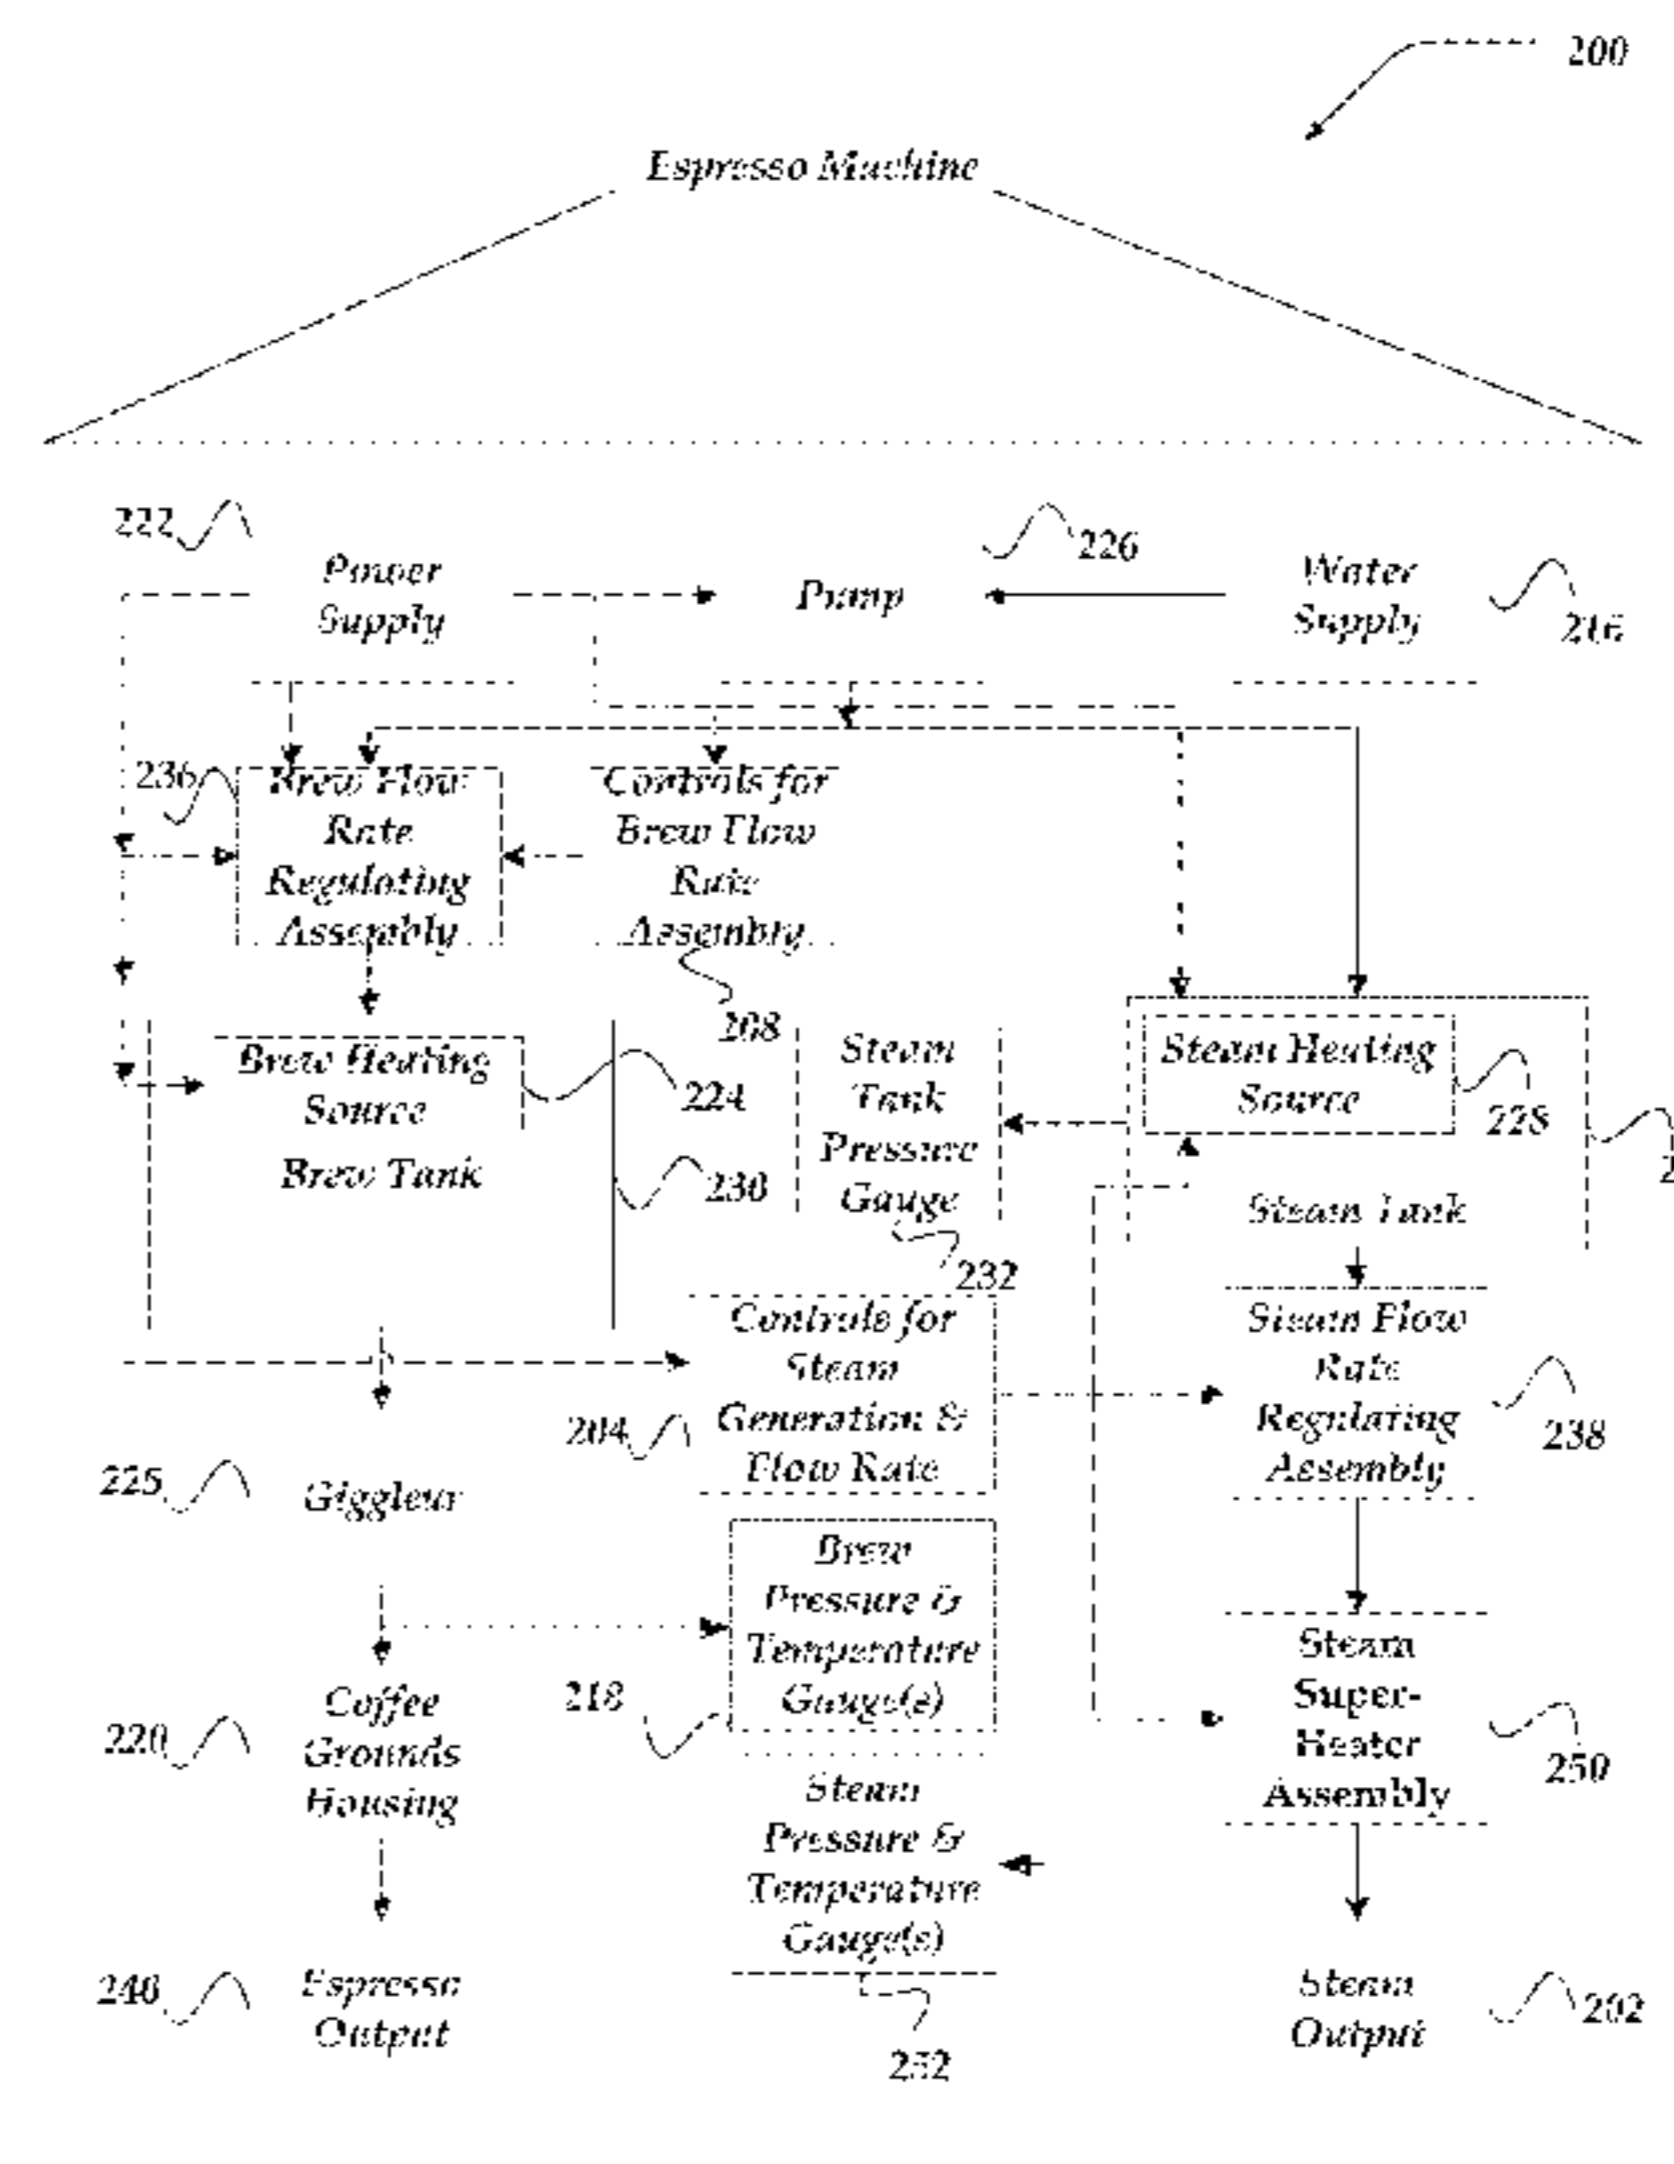 200
Espresso Machine
222
Power
Supply
Pump
226
Water
Supply
216
236
Brew Flow
Rate
Regulating
Assembly
Controls for
Brew Flow
Rate
Assembly
208
Brew Heating
Source
224
Brew Tank
230
Steam
Tank
Pressure
Gauge
232
Steam Heating
Source
228
Steam Tank
Controls for
Steam
Generation &
Flow Rate
204
Steam Flow
Rate
Regulating
Assembly
238
225
Giggleur
Brew
Pressure &
Temperature
Gauge(s)
218
Steam
Super-
Heater
Assembly
250
220
Coffee
Grounds
Housing
Steam
Pressure &
Temperature
Gauge(s)
252
240
Espresso
Output
Steam
Output
202